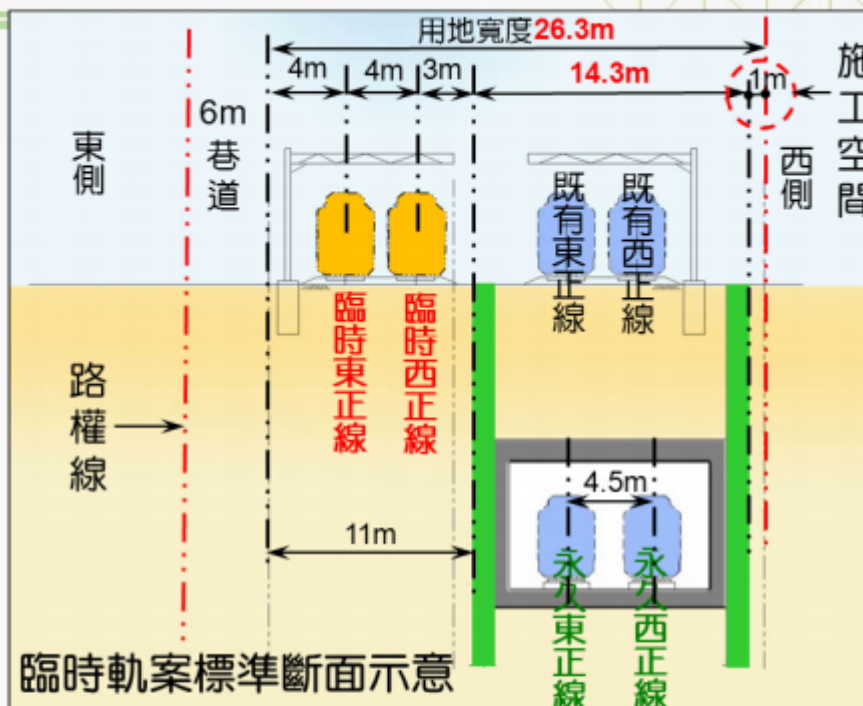 用地寬度26.3m
4m
4m
3m
14.3m
1m
施工空間
東側
6m巷道
西側
既有東正線
既有西正線
臨時東正線
臨時西正線
路權線
4.5m
11m
永久東正線
永久西正線
臨時軌案標準斷面示意